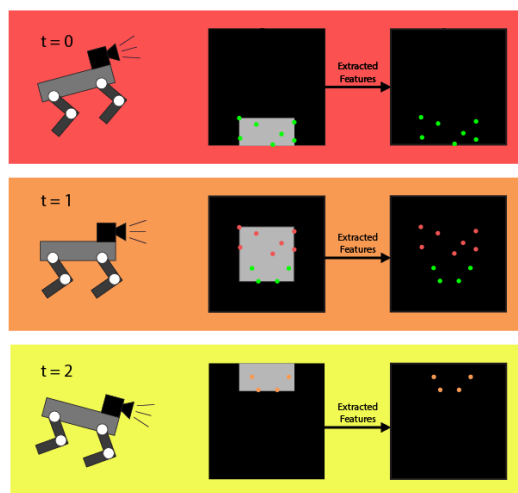 t = 0
Extracted
Features
t = 1
Extracted
Features
t = 2
Extracted
Features